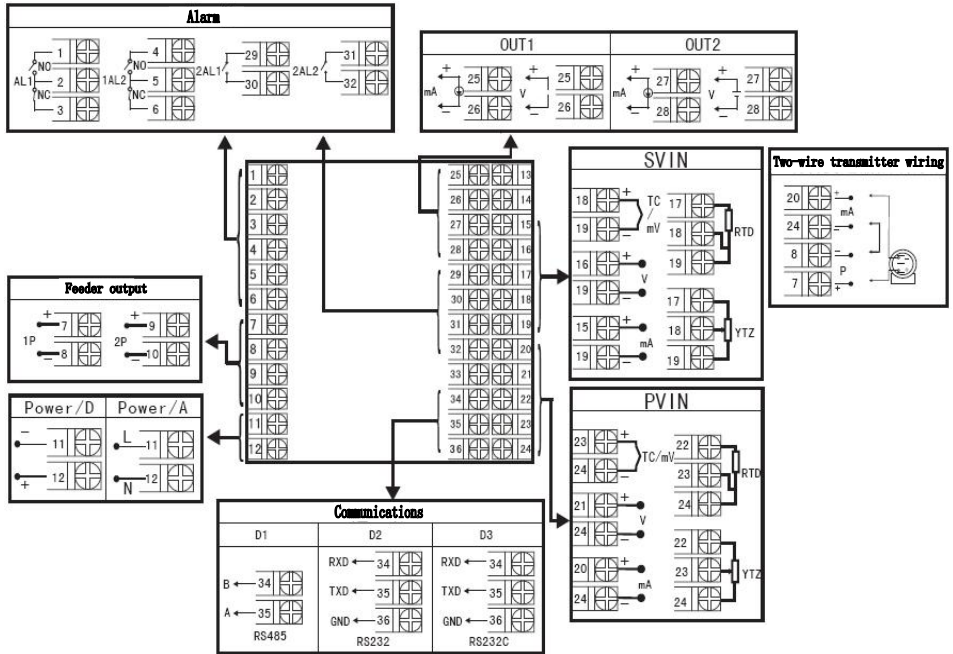 Alarm
1
NO
AL1
2
NC
3
4
NO
1AL2
5
NC
6
29
2AL1
30
31
2AL2
32
OUT1
OUT2
+
mA
-
25
26
+
V
-
25
26
+
mA
-
27
28
+
V
-
27
28
1
2
3
4
5
6
7
8
9
10
11
12
25 13
26 14
27 15
28 16
29 17
30 18
31 19
32 20
33 21
34 22
35 23
36 24
SVIN
18 + TC
/
19 - mV
17
18 RTD
19
16 +
V
19 -
15 +
mA
19 -
17
18 YTZ
19
Two-wire transmitter wiring
20 +
mA
24 -
8 -
P
7 +
Feeder output
+
1P 7
- 8
+
2P 9
- 10
Power/D Power/A
- 11
+ 12
L 11
N 12
PVIN
23 +
TC/mV
24 -
22
23 RTD
24
21 +
V
24 -
20 +
mA
24 -
22
23 YTZ
24
Communications
D1 D2 D3
B 34
A 35
RS485
RXD 34
TXD 35
GND 36
RS232
RXD 34
TXD 35
GND 36
RS232C